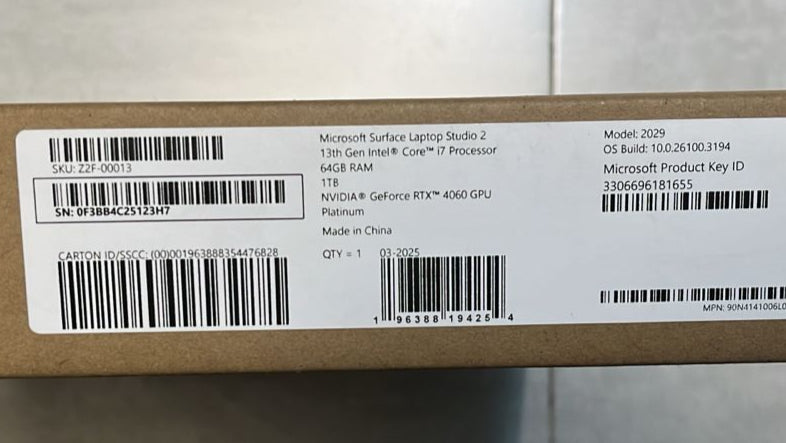 SKU: Z2F-00013
SN: 0F3BB4C25123H7
CARTON ID/SSCC: (00)001963888354476828
Microsoft Surface Laptop Studio 2
13th Gen Intel® Core™ i7 Processor
64GB RAM
1TB
NVIDIA® GeForce RTX™ 4060 GPU
Platinum
Made in China
QTY = 1 03-2025
1 96388 19425 4
Model: 2029
OS Build: 10.0.26100.3194
Microsoft Product Key ID
3306696181655
MPN: